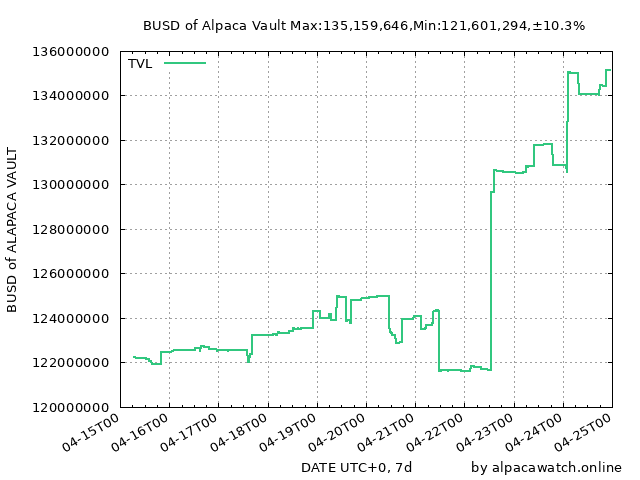 BUSD of Alpaca Vault Max:135,159,646,Min:121,601,294,±10.3%
TVL
136000000
134000000
132000000
130000000
128000000
126000000
124000000
122000000
120000000
BUSD of ALAPACA VAULT
04-15T00
04-16T00
04-17T00
04-18T00
04-19T00
04-20T00
04-21T00
04-22T00
04-23T00
04-24T00
04-25T00
DATE UTC+0, 7d
by alpacawatch.online